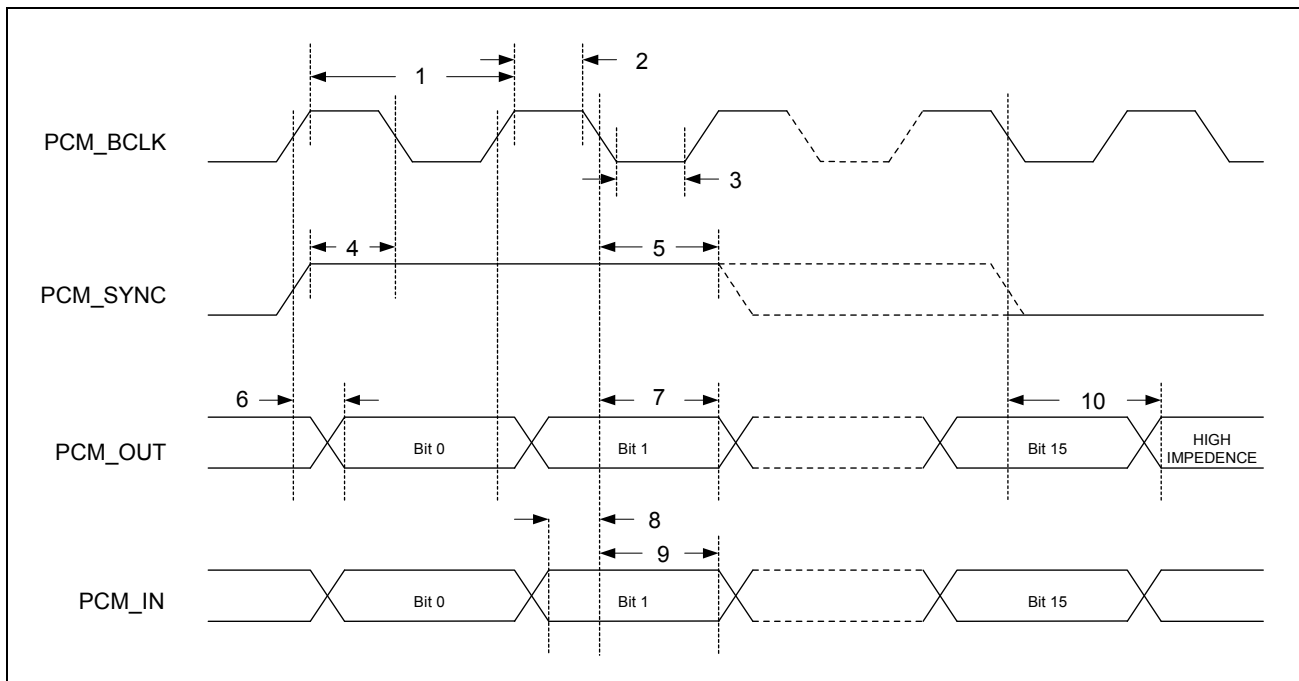 1
2
PCM_BCLK
3
4
5
PCM_SYNC
6
7
10
PCM_OUT
Bit 0
Bit 1
Bit 15
HIGH
IMPEDENCE
8
9
PCM_IN
Bit 0
Bit 1
Bit 15